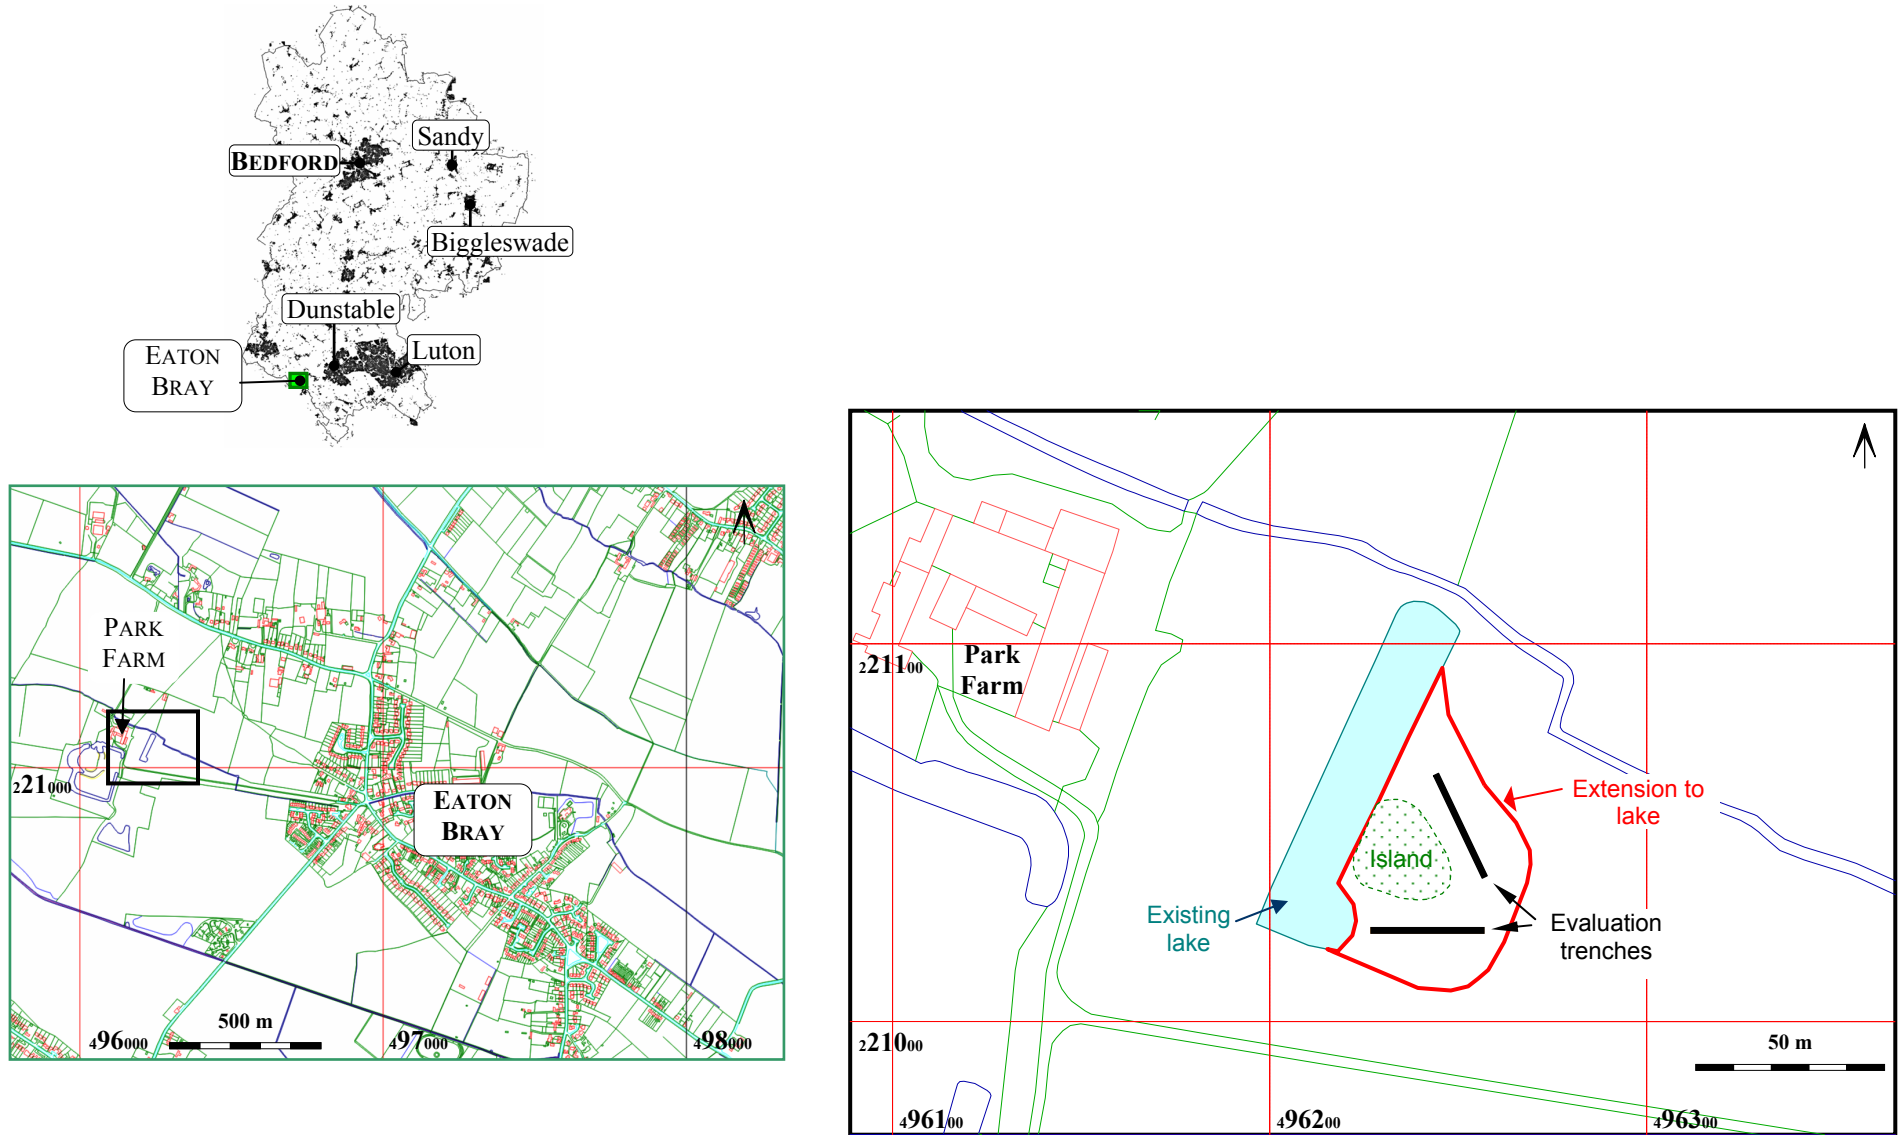 Sandy
BEDFORD
Biggleswade
Dunstable
Luton
EATON
BRAY
PARK
FARM
221000
EATON
BRAY
496000
500 m
497000
498000
Park
Farm
221100
Extension to
lake
Island
Existing
lake
Evaluation
trenches
221000
50 m
496100
496200
496300